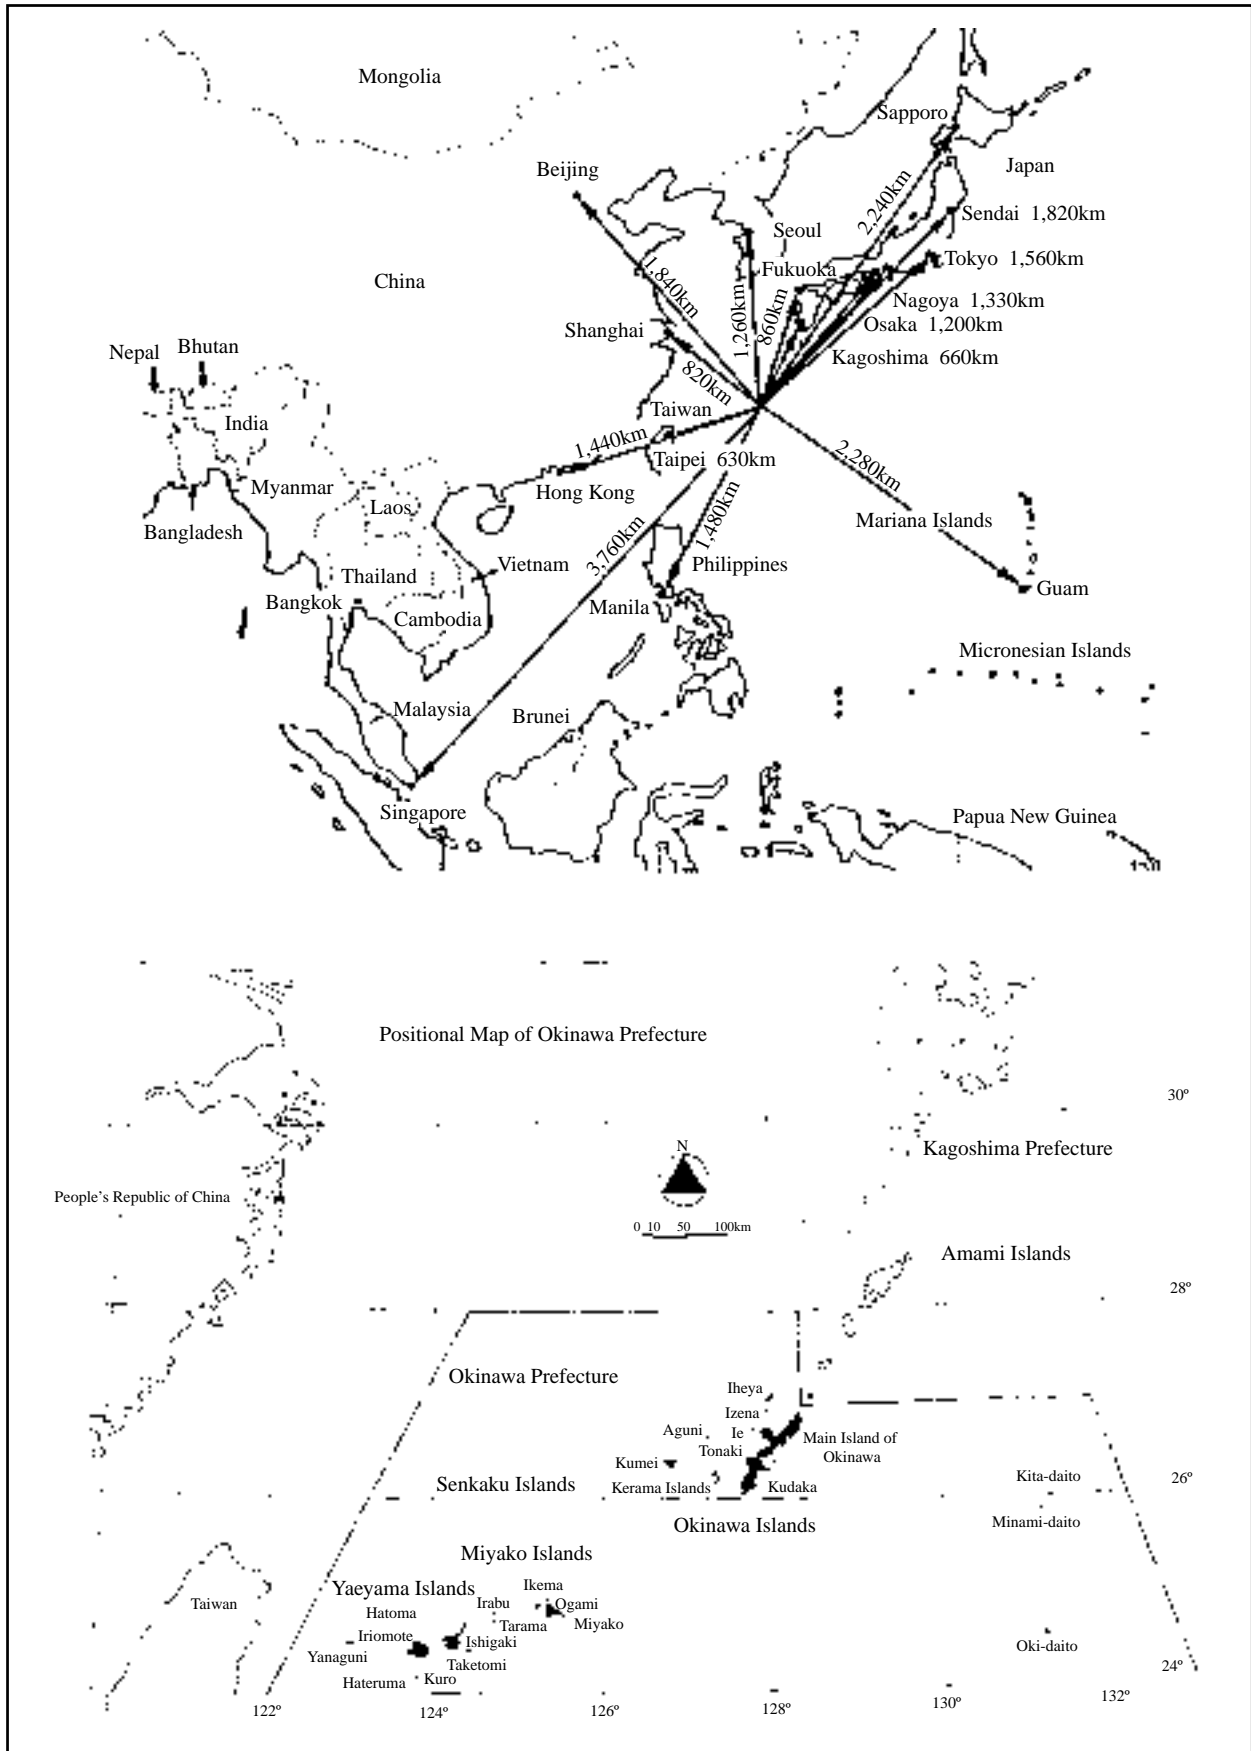 Mongolia
Sapporo
Beijing
Japan
2,240km
Sendai 1,820km
Seoul
Tokyo 1,560km
Fukuoka
China
1,840km
Nagoya 1,330km
1,260km
860km
Osaka 1,200km
Shanghai
Nepal
Bhutan
Kagoshima 660km
820km
Taiwan
India
1,440km
Taipei 630km
2,280km
Myanmar
Hong Kong
Laos
1,480km
Mariana Islands
Bangladesh
3,760km
Vietnam
Philippines
Thailand
Guam
Bangkok
Manila
Cambodia
Micronesian Islands
Malaysia
Brunei
Singapore
Papua New Guinea
Positional Map of Okinawa Prefecture
30º
N
Kagoshima Prefecture
People's Republic of China
0 10 50 100km
Amami Islands
28º
Okinawa Prefecture
Iheya
Izena
Aguni
Ie
Main Island of
Okinawa
Tonaki
Kumei
Kita-daito
26º
Senkaku Islands
Kerama Islands
Kudaka
Okinawa Islands
Minami-daito
Miyako Islands
Yaeyama Islands
Ikema
Taiwan
Irabu
Ogami
Hatoma
Tarama
Miyako
Iriomote
Ishigaki
Oki-daito
Yanaguni
Taketomi
24º
Hateruma
Kuro
122º
124º
126º
128º
130º
132º